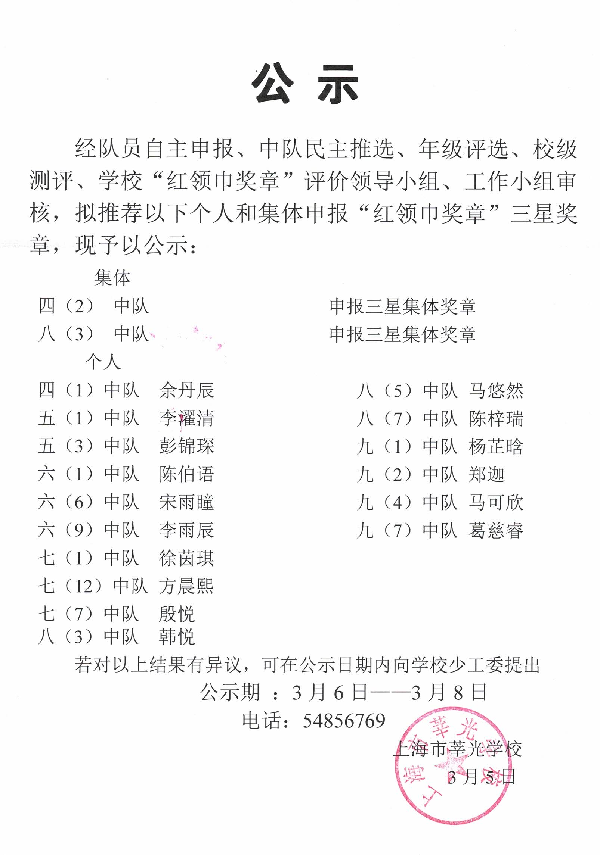 公示
经队员自主申报、中队民主推选、年级评选、校级
测评、学校“红领巾奖章”评价领导小组、工作小组审
核，拟推荐以下个人和集体申报“红领巾奖章”三星奖
章，现予以公示：
集体
四（2） 中队 申报三星集体奖章
八（3） 中队 申报三星集体奖章
个人
四（1）中队 余丹辰 八（5）中队 马悠然
五（1）中队 李濯清 八（7）中队 陈梓瑞
五（3）中队 彭锦琛 九（1）中队 杨芷晗
六（1）中队 陈伯语 九（2）中队 郑迦
六（6）中队 宋雨瞳 九（4）中队 马可欣
六（9）中队 李雨辰 九（7）中队 葛慈睿
七（1）中队 徐茵琪
七（12）中队 方晨熙
七（7）中队 殷悦
八（3）中队 韩悦
若对以上结果有异议，可在公示日期内向学校少工委提出
公示期 ：3月6日——3月8日
电话：54856769
上海市莘光学校
3月5日
上海市莘光学校